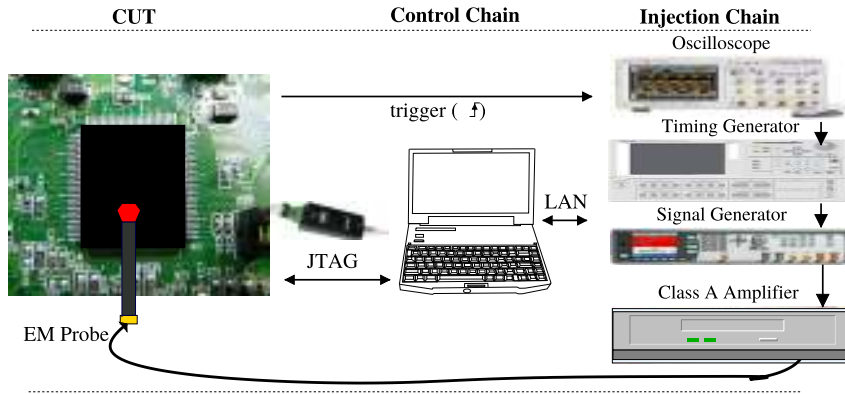 CUT
Control Chain
Injection Chain
Oscilloscope
trigger ( )
Timing Generator
LAN
Signal Generator
JTAG
Class A Amplifier
EM Probe